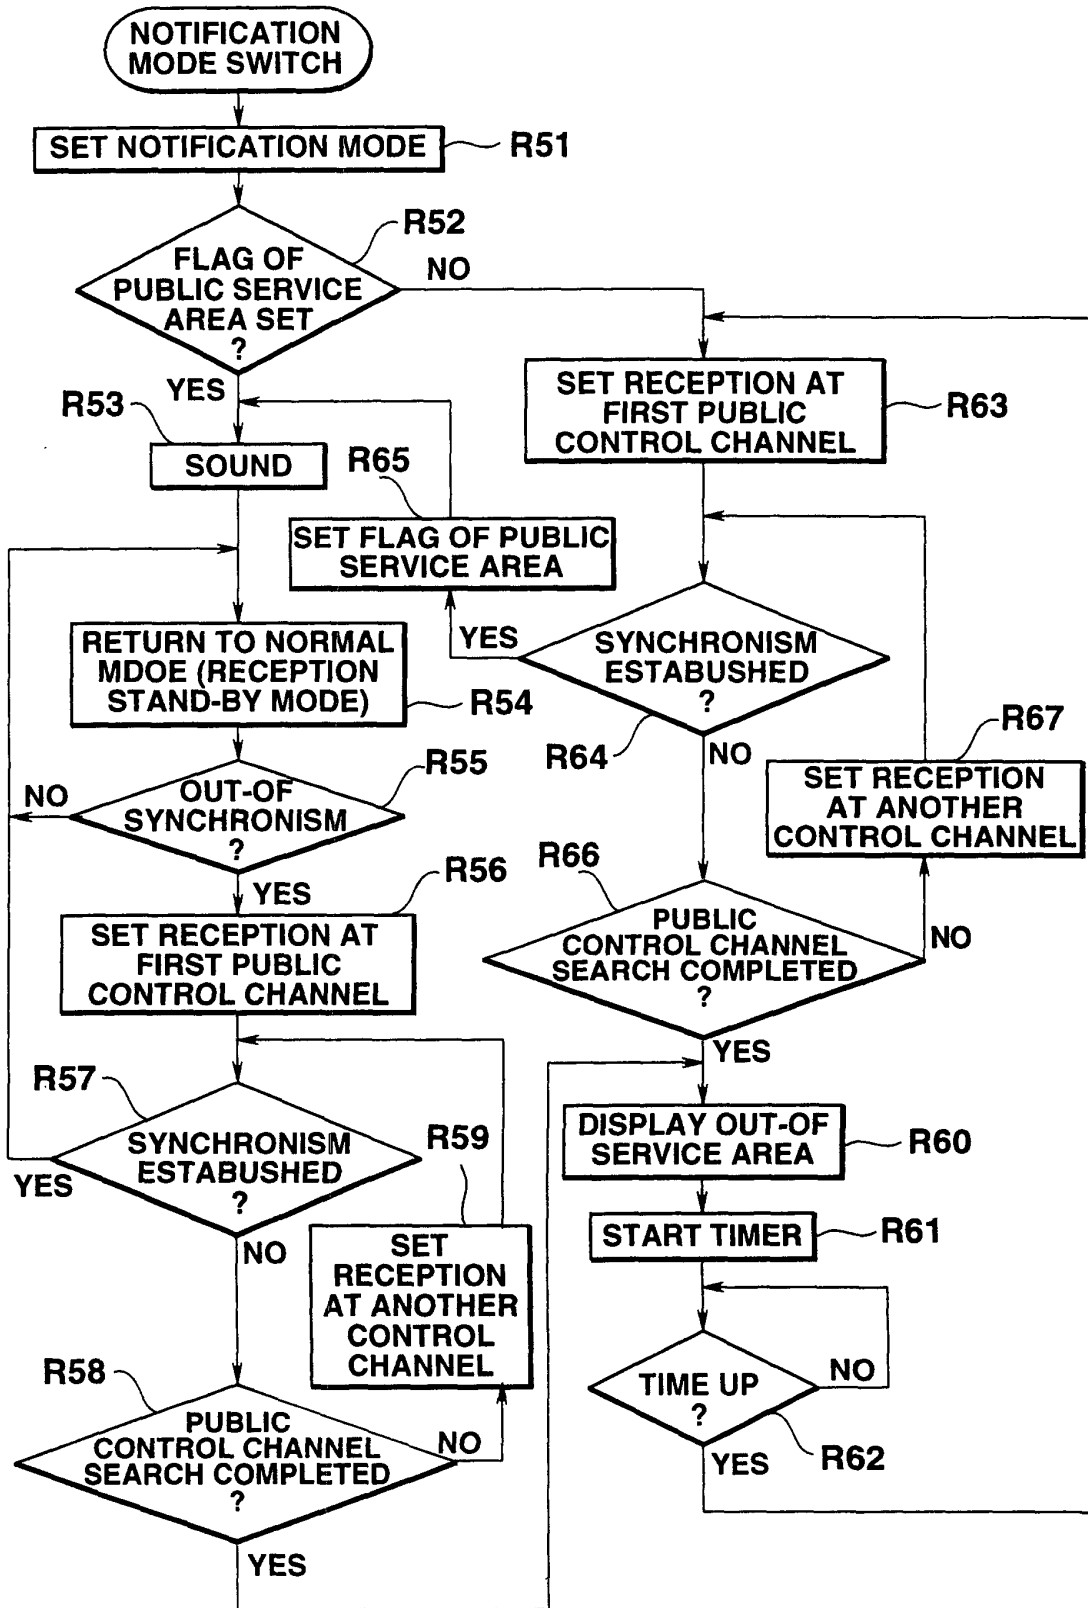 NOTIFICATION
MODE SWITCH
SET NOTIFICATION MODE
R51
R52
FLAG OF
PUBLIC SERVICE
AREA SET
?
NO
YES
R53
SOUND
R65
SET FLAG OF PUBLIC
SERVICE AREA
YES
RETURN TO NORMAL
MDOE (RECEPTION
STAND-BY MODE)
R54
R55
OUT-OF
SYNCHRONISM
?
NO
YES
R56
SET RECEPTION AT
FIRST PUBLIC
CONTROL CHANNEL
R57
SYNCHRONISM
ESTABUSHED
?
YES
NO
R59
SET
RECEPTION
AT ANOTHER
CONTROL
CHANNEL
R58
PUBLIC
CONTROL CHANNEL
SEARCH COMPLETED
?
NO
YES
SET RECEPTION AT
FIRST PUBLIC
CONTROL CHANNEL
R63
SYNCHRONISM
ESTABUSHED
?
R64
NO
R67
SET RECEPTION
AT ANOTHER
CONTROL CHANNEL
R66
PUBLIC
CONTROL CHANNEL
SEARCH COMPLETED
?
NO
YES
DISPLAY OUT-OF
SERVICE AREA
R60
START TIMER
R61
TIME UP
?
NO
R62
YES